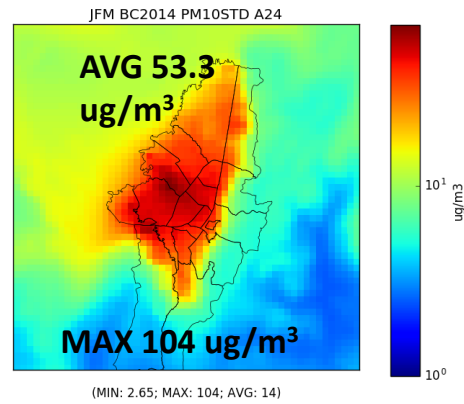 JFM BC2014 PM10STD A24
AVG 53.3
ug/m³
MAX 104 ug/m³
(MIN: 2.65; MAX: 104; AVG: 14)
10¹
10⁰
ug/m3